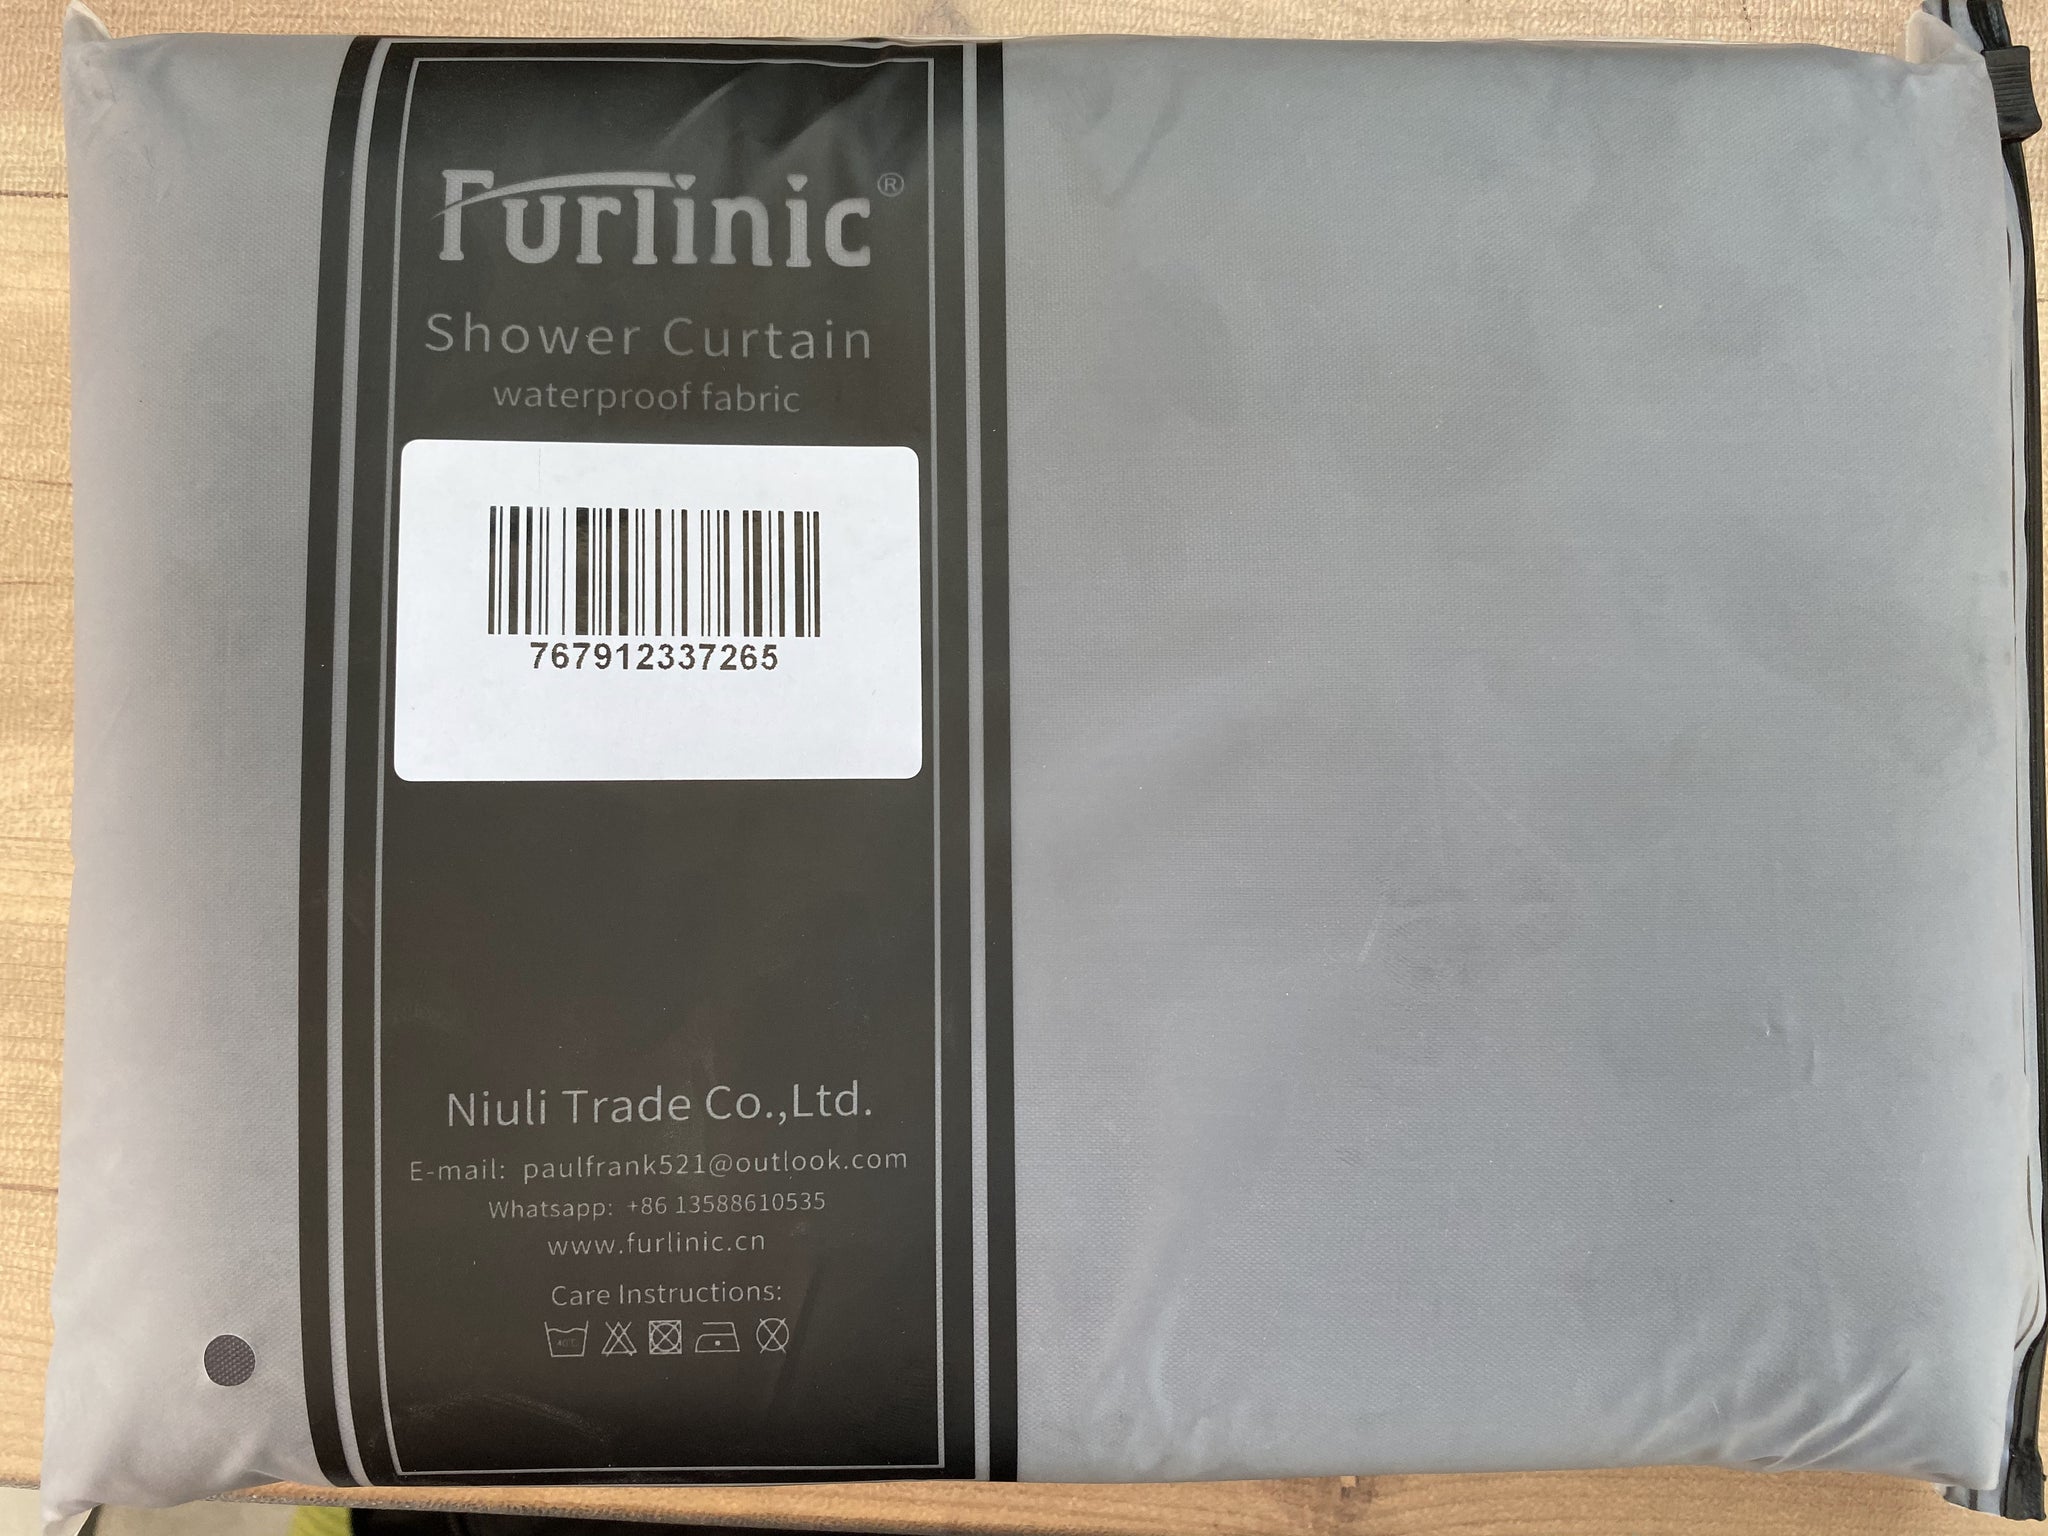 Furlinic®
Shower Curtain
waterproof fabric
767912337265
Niuli Trade Co.,Ltd.
E-mail: paulfrank521@outlook.com
Whatsapp: +86 13588610535
www.furlinic.cn
Care Instructions:
40℃